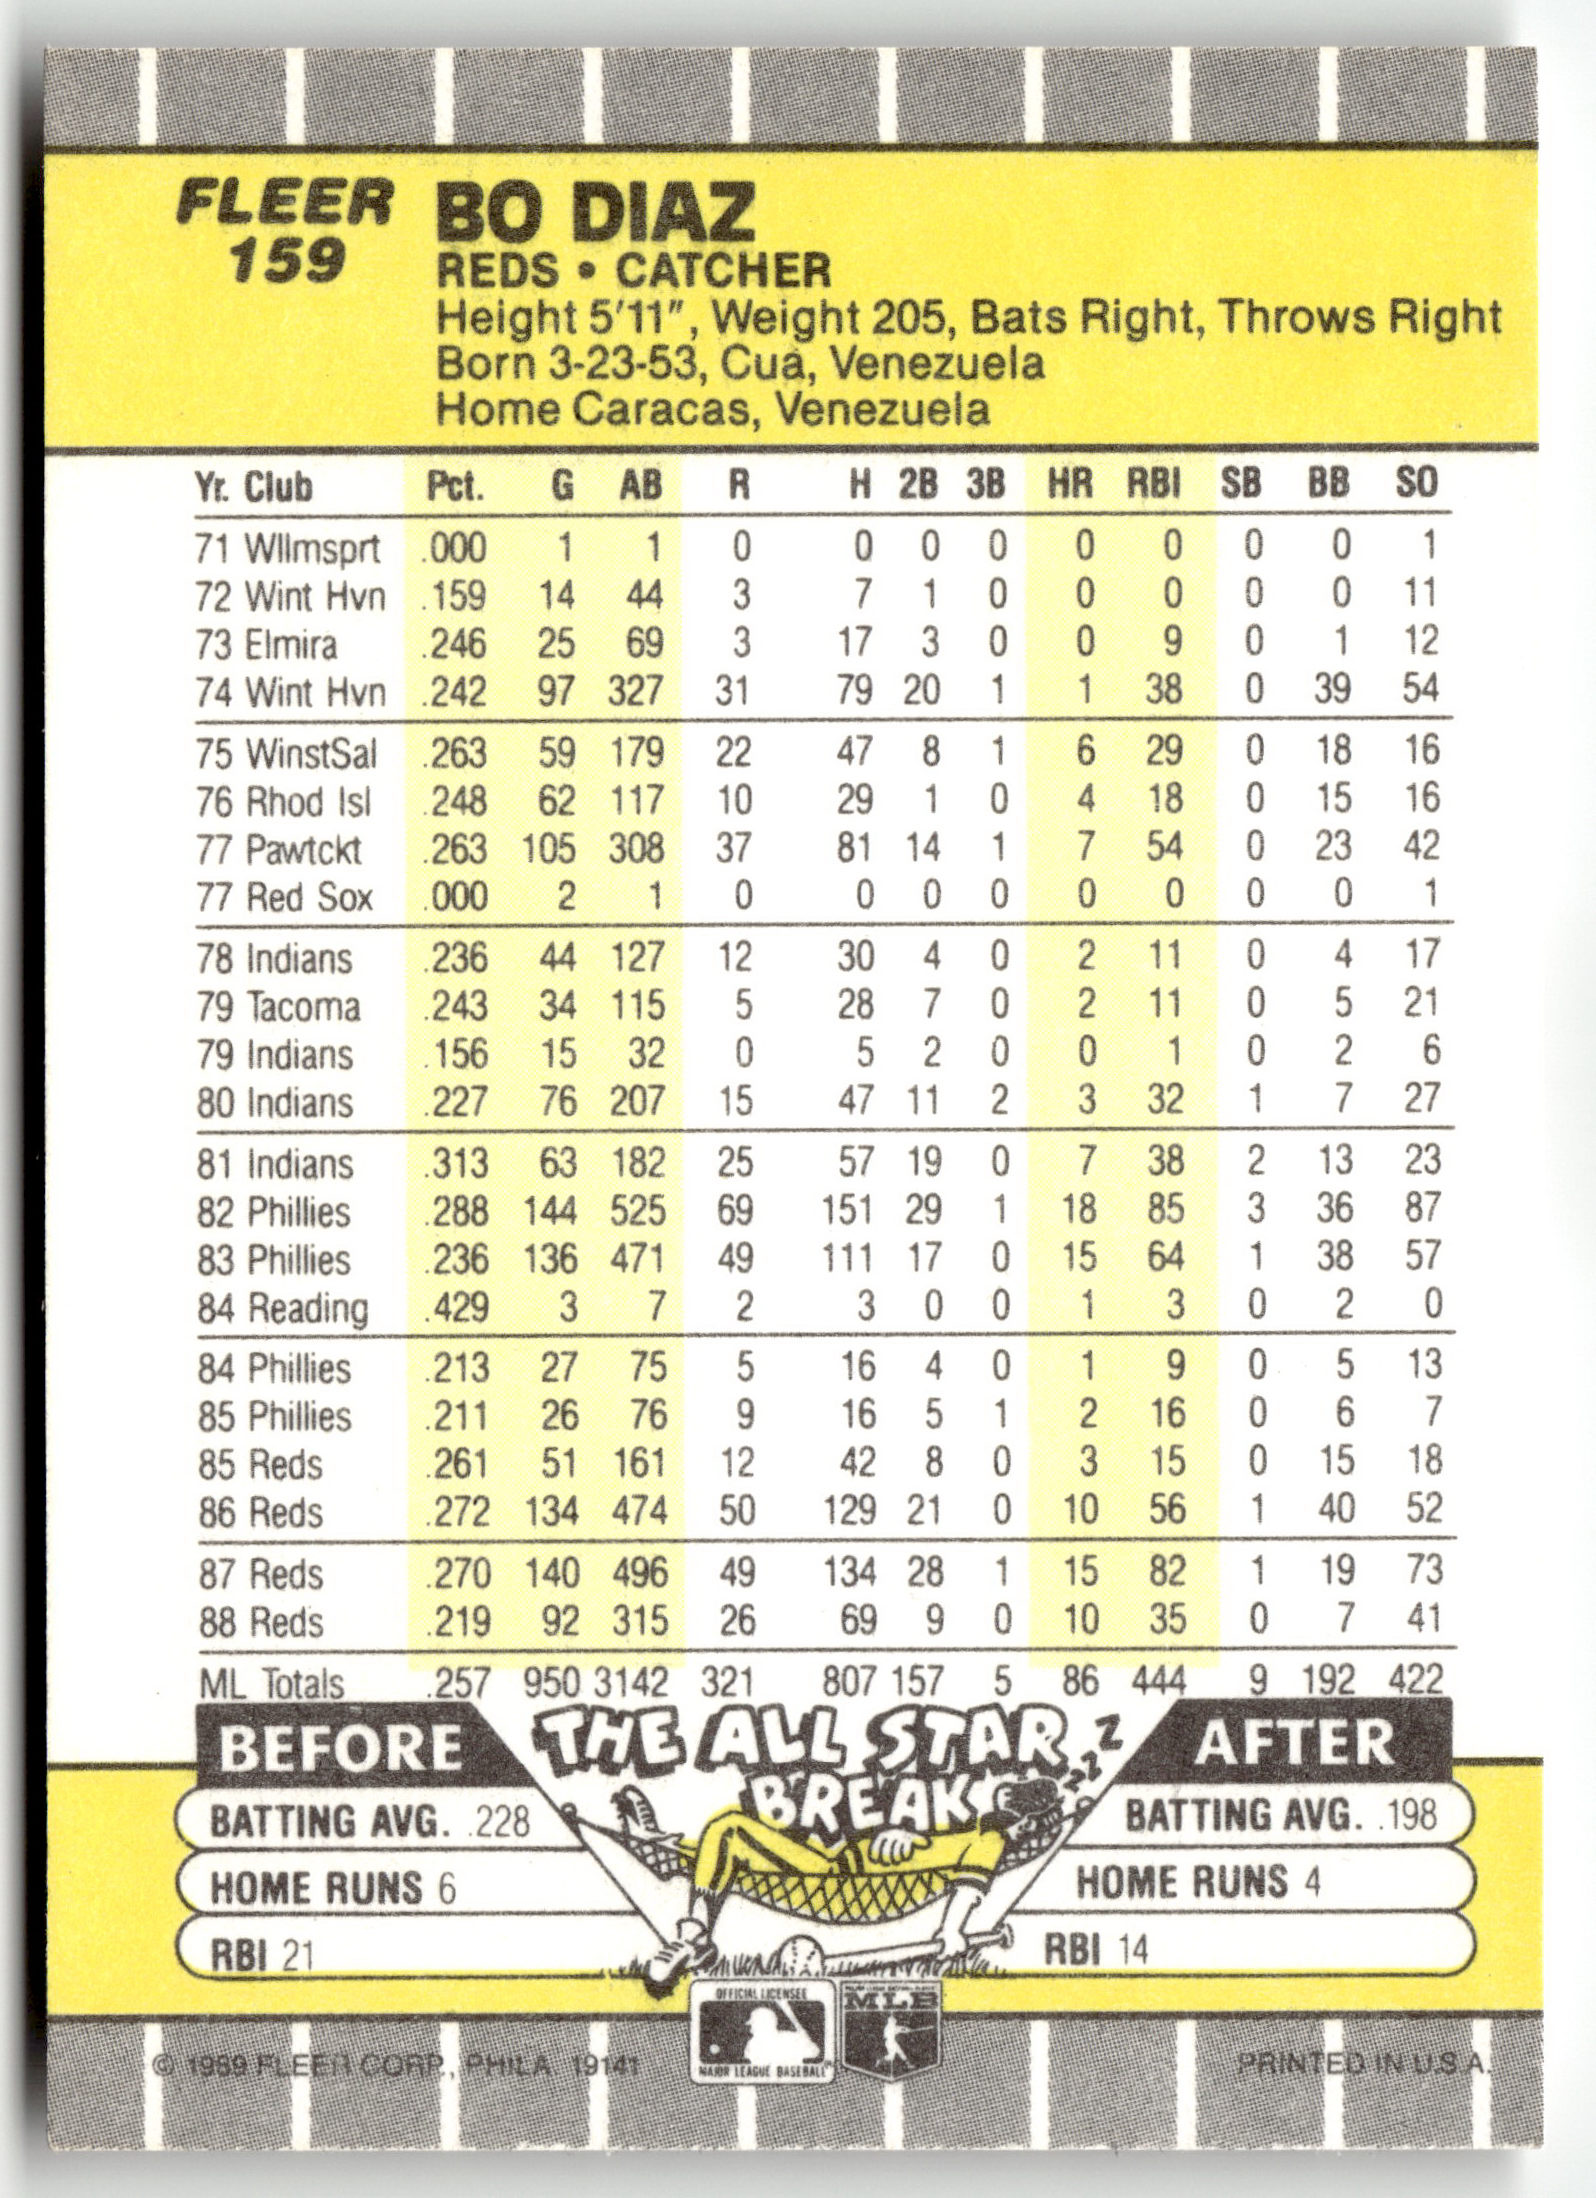 FLEER
159
BO DIAZ
REDS • CATCHER
Height 5'11", Weight 205, Bats Right, Throws Right
Born 3-23-53, Cua, Venezuela
Home Caracas, Venezuela
Yr. Club Pct. G AB R H 2B 3B HR RBI SB BB SO
71 Wllmsprt .000 1 1 0 0 0 0 0 0 0 0 1
72 Wint Hvn .159 14 44 3 7 1 0 0 0 0 0 11
73 Elmira .246 25 69 3 17 3 0 0 9 0 1 12
74 Wint Hvn .242 97 327 31 79 20 1 1 38 0 39 54
75 WinstSal .263 59 179 22 47 8 1 6 29 0 18 16
76 Rhod Isl .248 62 117 10 29 1 0 4 18 0 15 16
77 Pawtckt .263 105 308 37 81 14 1 7 54 0 23 42
77 Red Sox .000 2 1 0 0 0 0 0 0 0 0 1
78 Indians .236 44 127 12 30 4 0 2 11 0 4 17
79 Tacoma .243 34 115 5 28 7 0 2 11 0 5 21
79 Indians .156 15 32 0 5 2 0 0 1 0 2 6
80 Indians .227 76 207 15 47 11 2 3 32 1 7 27
81 Indians .313 63 182 25 57 19 0 7 38 2 13 23
82 Phillies .288 144 525 69 151 29 1 18 85 3 36 87
83 Phillies .236 136 471 49 111 17 0 15 64 1 38 57
84 Reading .429 3 7 2 3 0 0 1 3 0 2 0
84 Phillies .213 27 75 5 16 4 0 1 9 0 5 13
85 Phillies .211 26 76 9 16 5 1 2 16 0 6 7
85 Reds .261 51 161 12 42 8 0 3 15 0 15 18
86 Reds .272 134 474 50 129 21 0 10 56 1 40 52
87 Reds .270 140 496 49 134 28 1 15 82 1 19 73
88 Reds .219 92 315 26 69 9 0 10 35 0 7 41
ML Totals .257 950 3142 321 807 157 5 86 444 9 192 422
BEFORE THE ALL STAR BREAK ZZZZ AFTER
BATTING AVG. .228 BATTING AVG. .198
HOME RUNS 6 HOME RUNS 4
RBI 21 RBI 14
OFFICIAL LICENSEE
MAJOR LEAGUE BASEBALL
MLB
© 1989 FLEER CORP., PHILA. 19141 PRINTED IN U.S.A.